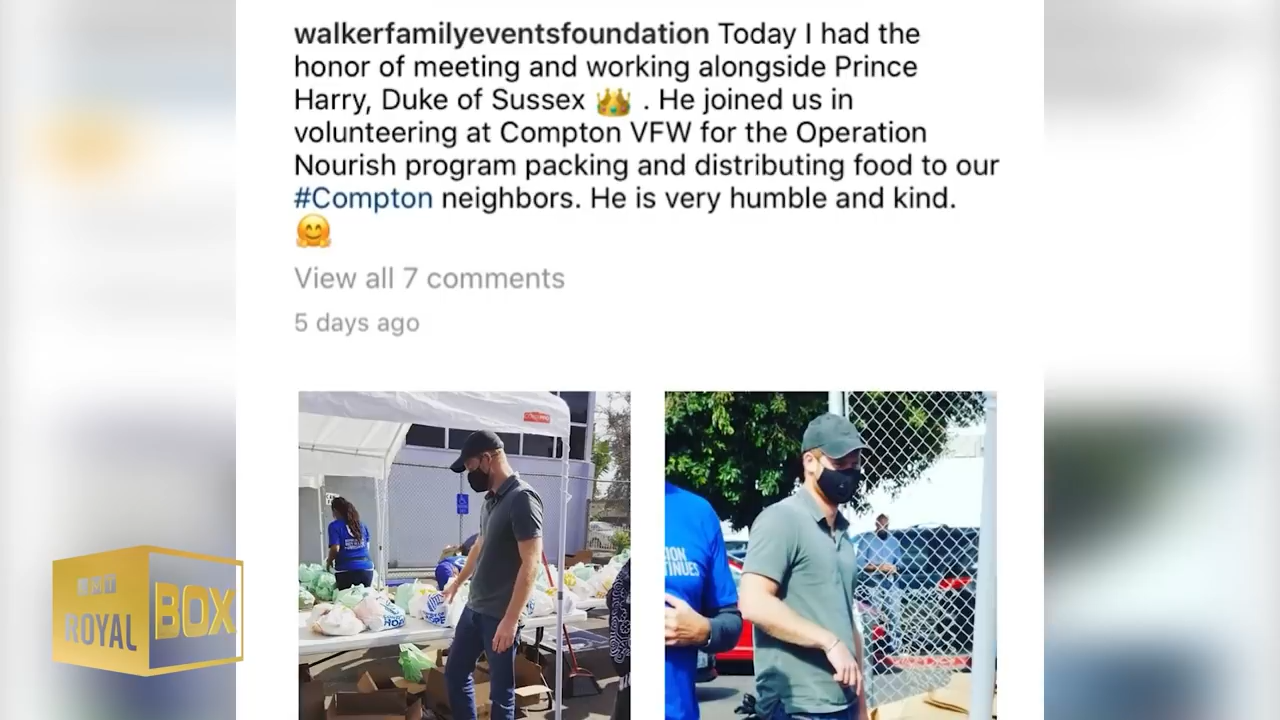 walkerfamilyeventsfoundation Today I had the
honor of meeting and working alongside Prince
Harry, Duke of Sussex 👑 . He joined us in
volunteering at Compton VFW for the Operation
Nourish program packing and distributing food to our
#Compton neighbors. He is very humble and kind.
🤗
View all 7 comments
5 days ago
ROYAL
BOX